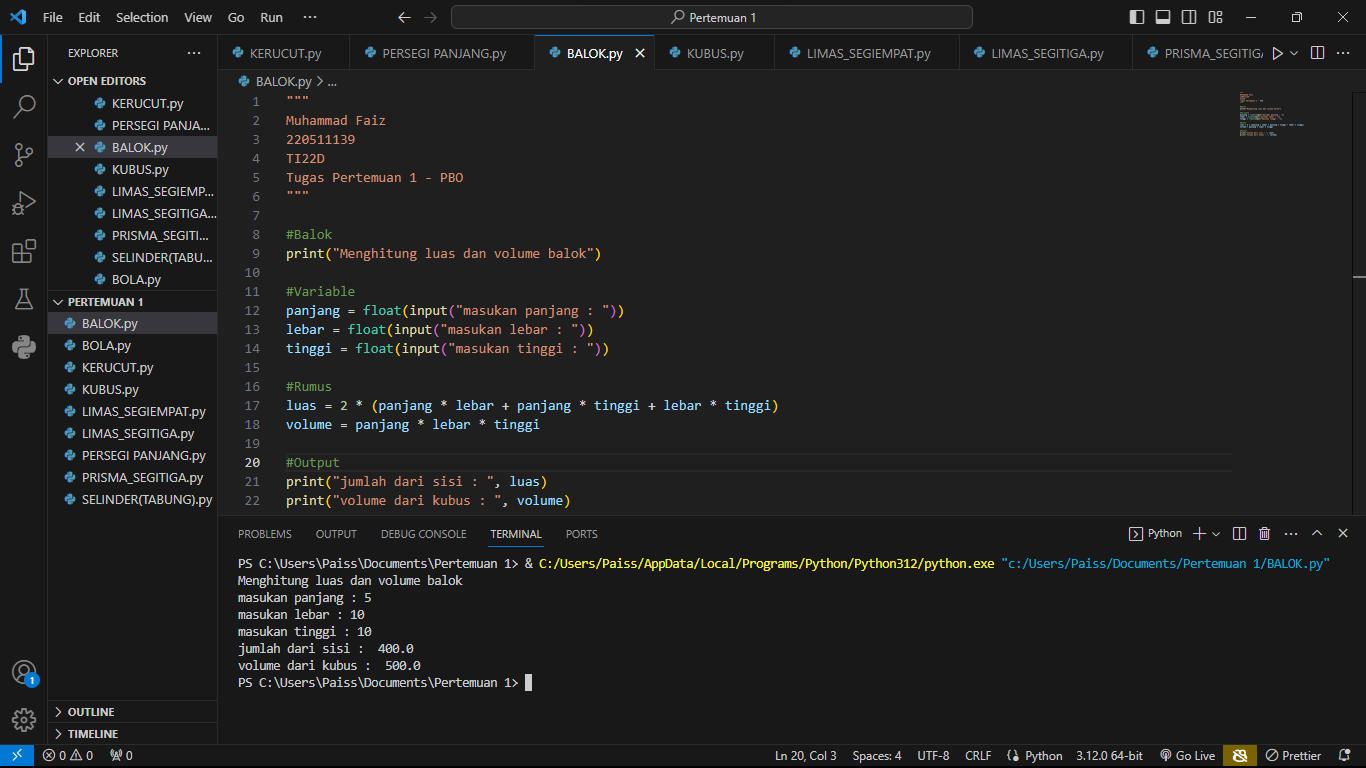 File Edit Selection View Go Run ···
Pertemuan 1
EXPLORER ···
OPEN EDITORS
KERUCUT.py
PERSEGI PANJA...
BALOK.py
KUBUS.py
LIMAS_SEGIEMP...
LIMAS_SEGITIGA...
PRISMA_SEGITI...
SELINDER(TABU...
BOLA.py
PERTEMUAN 1
BALOK.py
BOLA.py
KERUCUT.py
KUBUS.py
LIMAS_SEGIEMPAT.py
LIMAS_SEGITIGA.py
PERSEGI PANJANG.py
PRISMA_SEGITIGA.py
SELINDER(TABUNG).py
OUTLINE
TIMELINE
KERUCUT.py PERSEGI PANJANG.py BALOK.py KUBUS.py LIMAS_SEGIEMPAT.py LIMAS_SEGITIGA.py PRISMA_SEGITIGA
BALOK.py > ...
1 """
2 Muhammad Faiz
3 220511139
4 TI22D
5 Tugas Pertemuan 1 - PBO
6 """
7
8 #Balok
9 print("Menghitung luas dan volume balok")
10
11 #Variable
12 panjang = float(input("masukan panjang : "))
13 lebar = float(input("masukan lebar : "))
14 tinggi = float(input("masukan tinggi : "))
15
16 #Rumus
17 luas = 2 * (panjang * lebar + panjang * tinggi + lebar * tinggi)
18 volume = panjang * lebar * tinggi
19
20 #Output
21 print("jumlah dari sisi : ", luas)
22 print("volume dari kubus : ", volume)
PROBLEMS OUTPUT DEBUG CONSOLE TERMINAL PORTS
Python
PS C:\Users\Paiss\Documents\Pertemuan 1> & C:/Users/Paiss/AppData/Local/Programs/Python/Python312/python.exe "c:/Users/Paiss/Documents/Pertemuan 1/BALOK.py"
Menghitung luas dan volume balok
masukan panjang : 5
masukan lebar : 10
masukan tinggi : 10
jumlah dari sisi :  400.0
volume dari kubus :  500.0
PS C:\Users\Paiss\Documents\Pertemuan 1>
1
0 0 0 Ln 20, Col 3 Spaces: 4 UTF-8 CRLF Python 3.12.0 64-bit Go Live Prettier